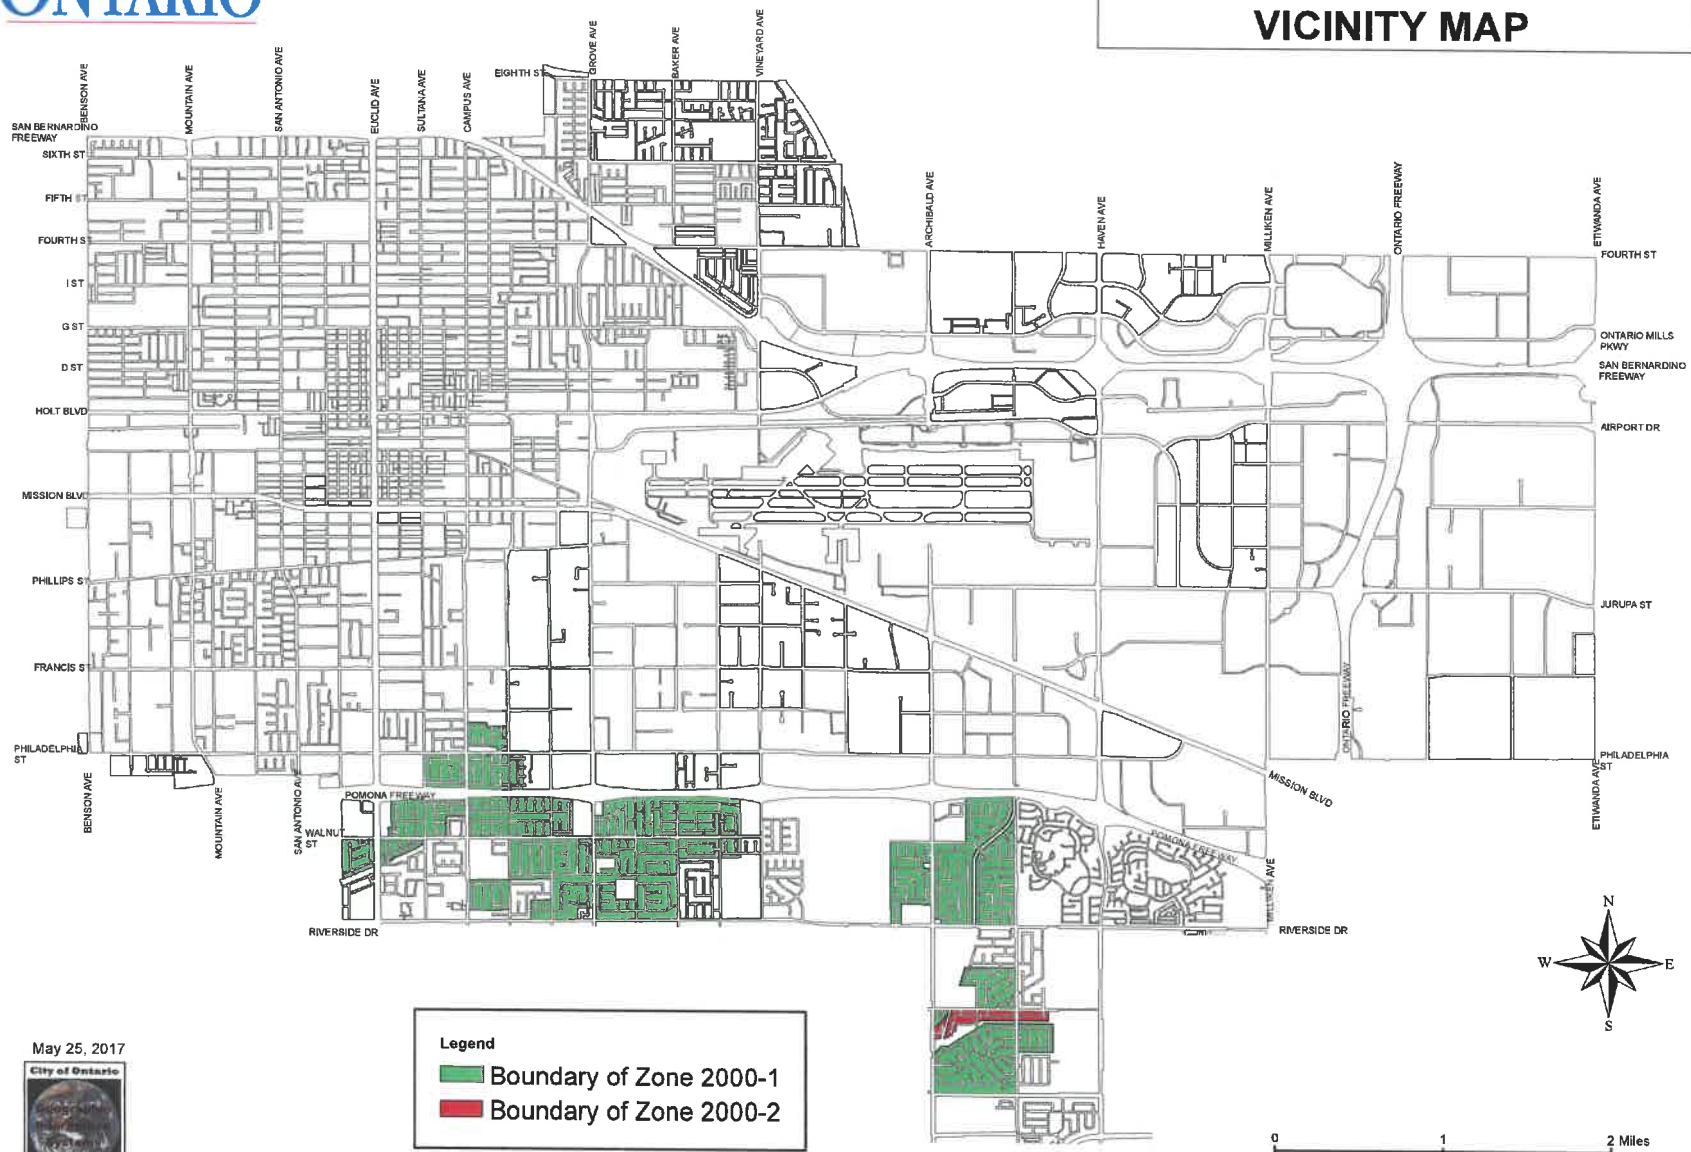 ONTARIO
VICINITY MAP
BENSON AVE
MOUNTAIN AVE
SAN ANTONIO AVE
EUCLID AVE
SULTANA AVE
CAMPUS AVE
EIGHTH ST
GROVE AVE
BAKER AVE
VINEYARD AVE
ARCHIBALD AVE
HAVEN AVE
MILLIKEN AVE
ONTARIO FREEWAY
ETIWANDA AVE
SAN BERNARDINO
FREEWAY
SIXTH ST
FIFTH ST
FOURTH ST
I ST
G ST
D ST
HOLT BLVD
MISSION BLVD
PHILLIPS ST
FRANCIS ST
PHILADELPHIA
ST
FOURTH ST
ONTARIO MILLS
PKWY
SAN BERNARDINO
FREEWAY
AIRPORT DR
JURUPA ST
ONTARIO FREEWAY
PHILADELPHIA
ST
MISSION BLVD
BENSON AVE
MOUNTAIN AVE
SAN ANTONIO AV
POMONA FREEWAY
WALNUT
ST
POMONA FREEWAY
MILLIKEN AVE
ETIWANDA AVE
RIVERSIDE DR
RIVERSIDE DR
N
W
E
S
May 25, 2017
City of Ontario
Geographic
Information
Systems
Legend
Boundary of Zone 2000-1
Boundary of Zone 2000-2
0 1 2 Miles